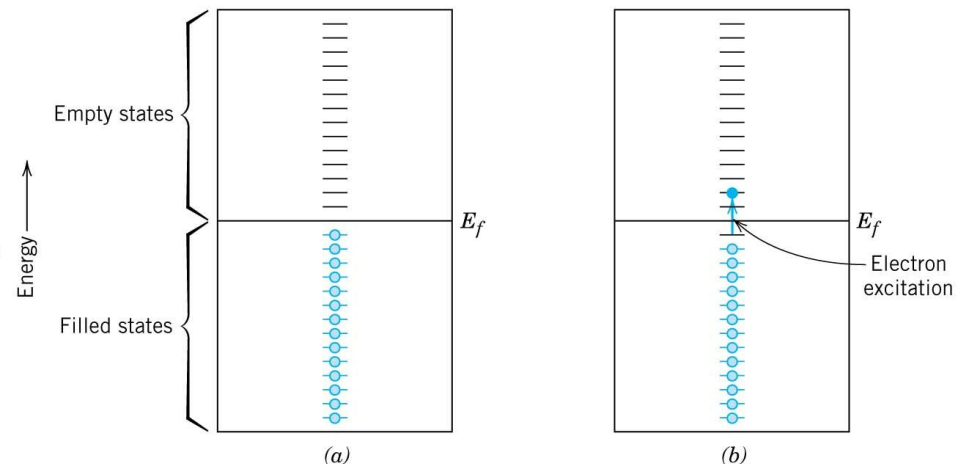 Empty states
Energy
Filled states
E_f
(a)
E_f
Electron
excitation
(b)